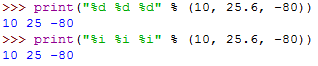 >>> print("%d %d %d" % (10, 25.6, -80))
10 25 -80
>>> print("%i %i %i" % (10, 25.6, -80))
10 25 -80